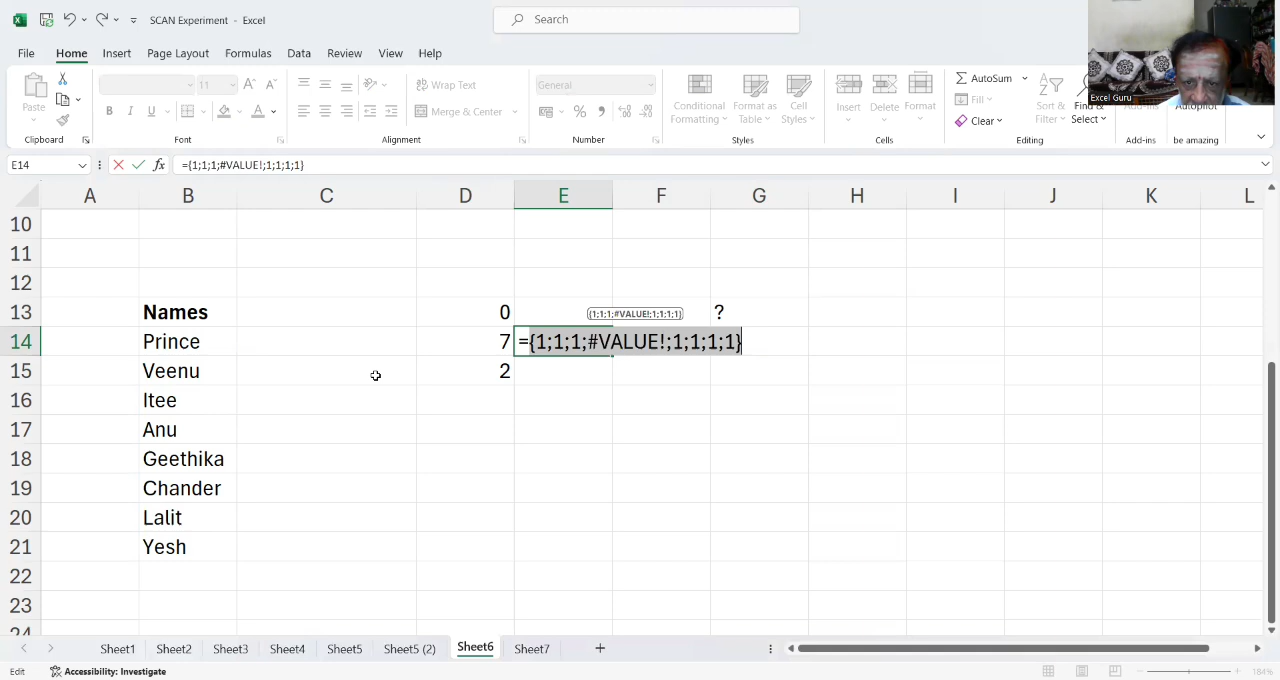 SCAN Experiment - Excel
Search
File Home Insert Page Layout Formulas Data Review View Help
Paste
11
B I U
A A
Wrap Text
Merge & Center
General
Conditional Formatting
Format as Table
Cell Styles
Insert
Delete
Format
AutoSum
Fill
Clear
Sort & Filter
Find & Select
Add-ins
Autopilot
Excel Guru
Clipboard
Font
Alignment
Number
Styles
Cells
Editing
Add-ins
be amazing
E14
fx
={1;1;1;#VALUE!;1;1;1;1}
A B C D E F G H I J K L
10
11
12
13 Names 0 {1;1;1;#VALUE!;1;1;1;1} ?
14 Prince 7 ={1;1;1;#VALUE!;1;1;1;1}
15 Veenu 2
16 Itee
17 Anu
18 Geethika
19 Chander
20 Lalit
21 Yesh
22
23
24
Sheet1 Sheet2 Sheet3 Sheet4 Sheet5 Sheet5 (2) Sheet6 Sheet7
Edit
Accessibility: Investigate
184%